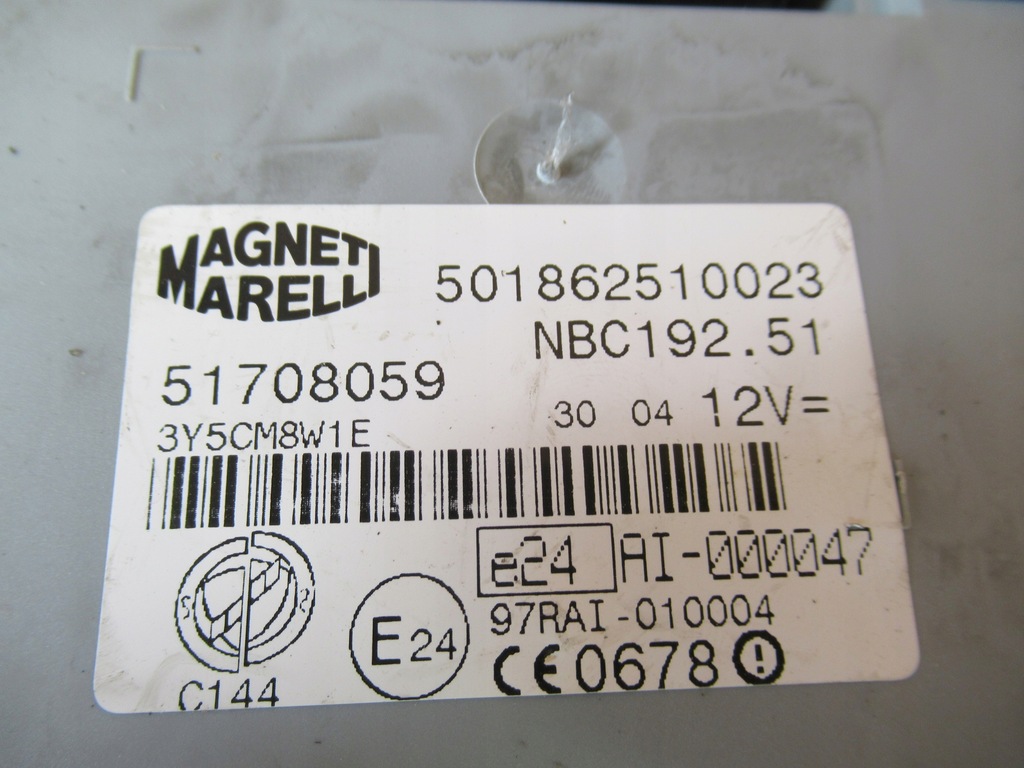 MAGNETI
MARELLI
501862510023
NBC192.51
51708059
30 04 12V=
3Y5CM8W1E
e24 AI-000047
97RAI-010004
E24
CE0678
C144